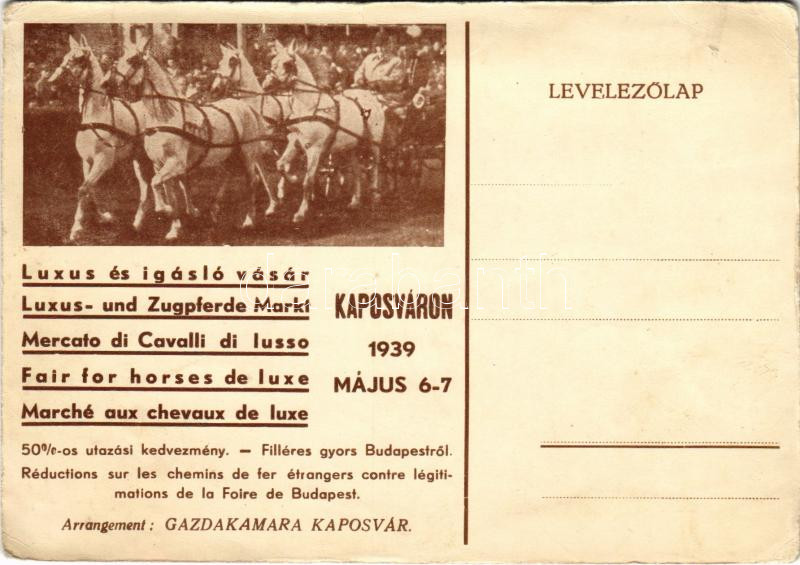 LEVELEZŐLAP
Luxus és igásló vásár
Luxus- und Zugpferde Markt
Mercato di Cavalli di lusso
Fair for horses de luxe
Marché aux chevaux de luxe
KAPOSVÁRON
1939
MÁJUS 6-7
50%-os utazási kedvezmény. — Filléres gyors Budapestről.
Réductions sur les chemins de fer étrangers contre légiti-
mations de la Foire de Budapest.
Arrangement: GAZDAKAMARA KAPOSVÁR.
darabanth